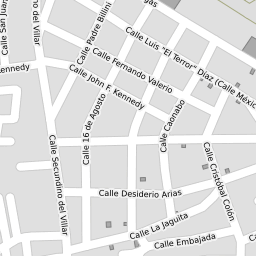 Calle San Juan
no del Villar
Calle Padre Billini
gas
Calle Luis "El Terror" Díaz (Calle Méxi
Kennedy
Calle Fernando Valerio
Calle John F. Kennedy
Calle 16 de Agosto
Calle Caonabo
Calle Secundino del Villar
Calle Desiderio Arias
Calle Cristóbal Colón
Calle La Jaguita
Calle Embajada